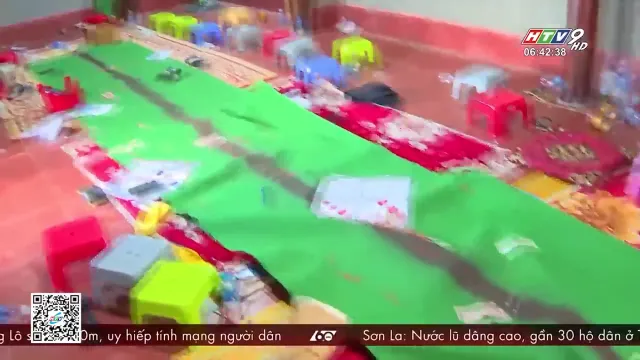 HTV9 HD
06:42:38
Lô s
0m, uy hiếp tính mạng người dân
60
Sơn La: Nước lũ dâng cao, gần 30 hộ dân ở